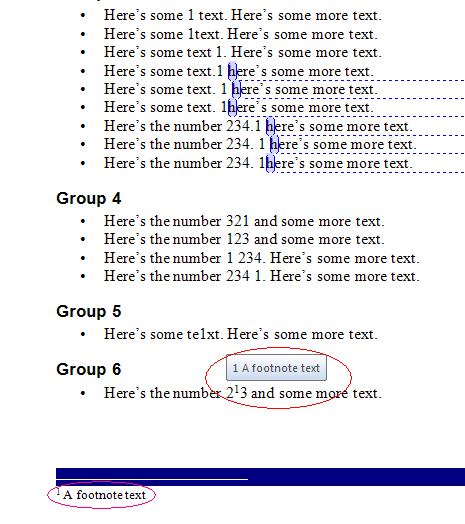 • Here's some 1 text. Here's some more text.
• Here's some 1text. Here's some more text.
• Here's some text 1. Here's some more text.
• Here's some text.1 here's some more text.
• Here's some text. 1 here's some more text.
• Here's some text. 1here's some more text.
• Here's the number 234.1 here's some more text.
• Here's the number 234. 1 here's some more text.
• Here's the number 234. 1here's some more text.
Group 4
• Here's the number 321 and some more text.
• Here's the number 123 and some more text.
• Here's the number 1 234. Here's some more text.
• Here's the number 234 1. Here's some more text.
Group 5
• Here's some te1xt. Here's some more text.
Group 6
1 A footnote text
• Here's the number 2¹3 and some more text.
¹ A footnote text